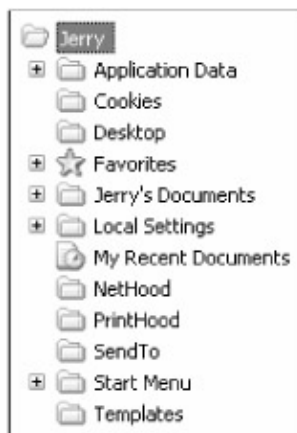 Jerry
Application Data
Cookies
Desktop
Favorites
Jerry's Documents
Local Settings
My Recent Documents
NetHood
PrintHood
SendTo
Start Menu
Templates